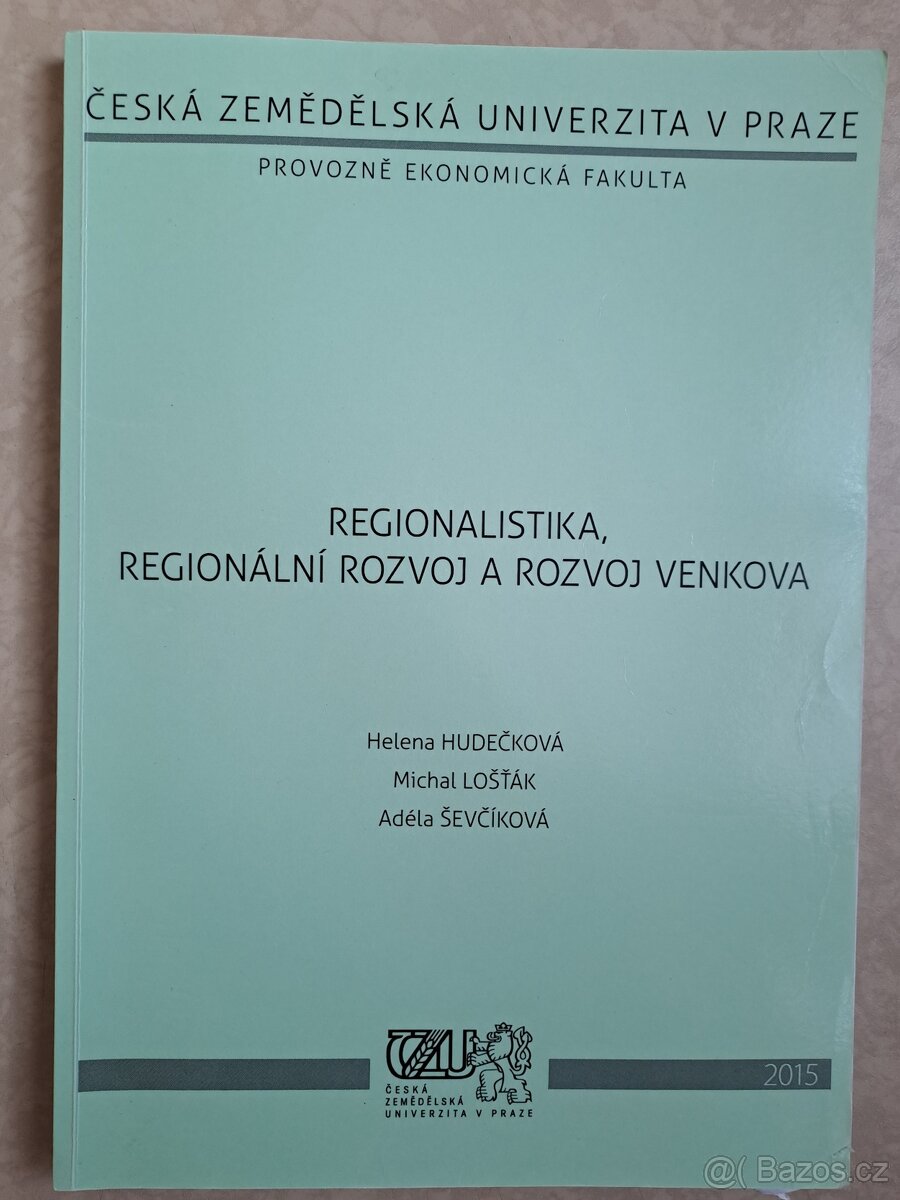 ČESKÁ ZEMĚDĚLSKÁ UNIVERZITA V PRAZE
PROVOZNĚ EKONOMICKÁ FAKULTA
REGIONALISTIKA,
REGIONÁLNÍ ROZVOJ A ROZVOJ VENKOVA
Helena HUDEČKOVÁ
Michal LOŠŤÁK
Adéla ŠEVČÍKOVÁ
ČZU
ČESKÁ
ZEMĚDĚLSKÁ
UNIVERZITA V PRAZE
2015
@( Bazos.cz